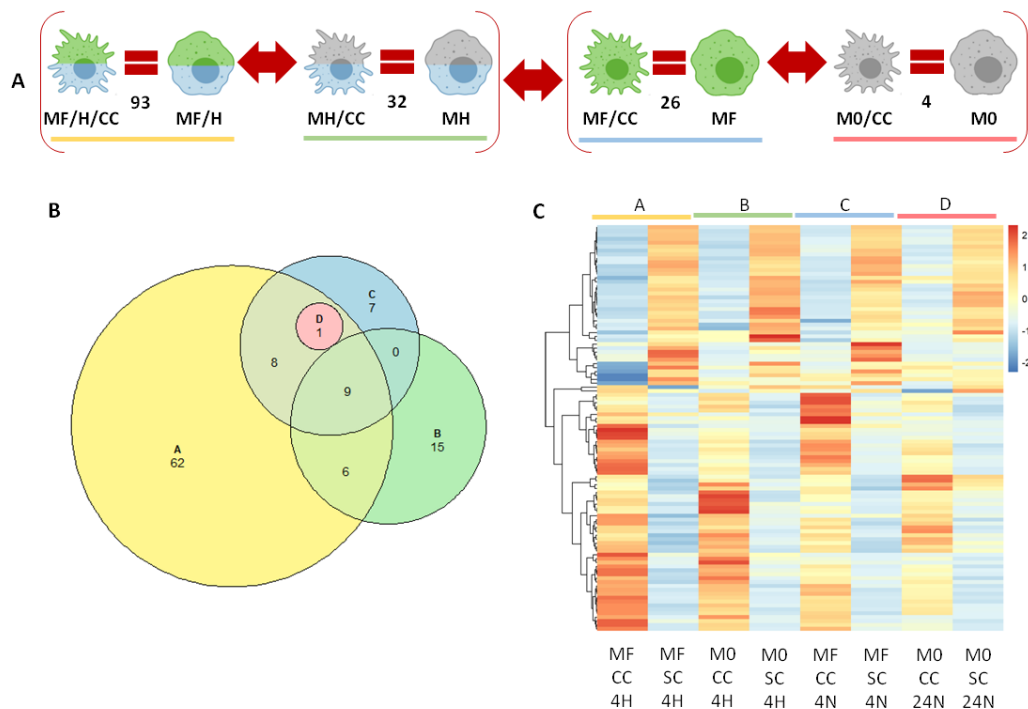 A
93
32
26
4
MF/H/CC MF/H MH/CC MH MF/CC MF M0/CC M0
B
C
7
D
1
8
0
9
A
62
6
B
15
C
A B C D
2
1
0
-1
-2
MF MF M0 M0 MF MF M0 M0
CC SC CC SC CC SC CC SC
4H 4H 4H 4H 4N 4N 24N 24N